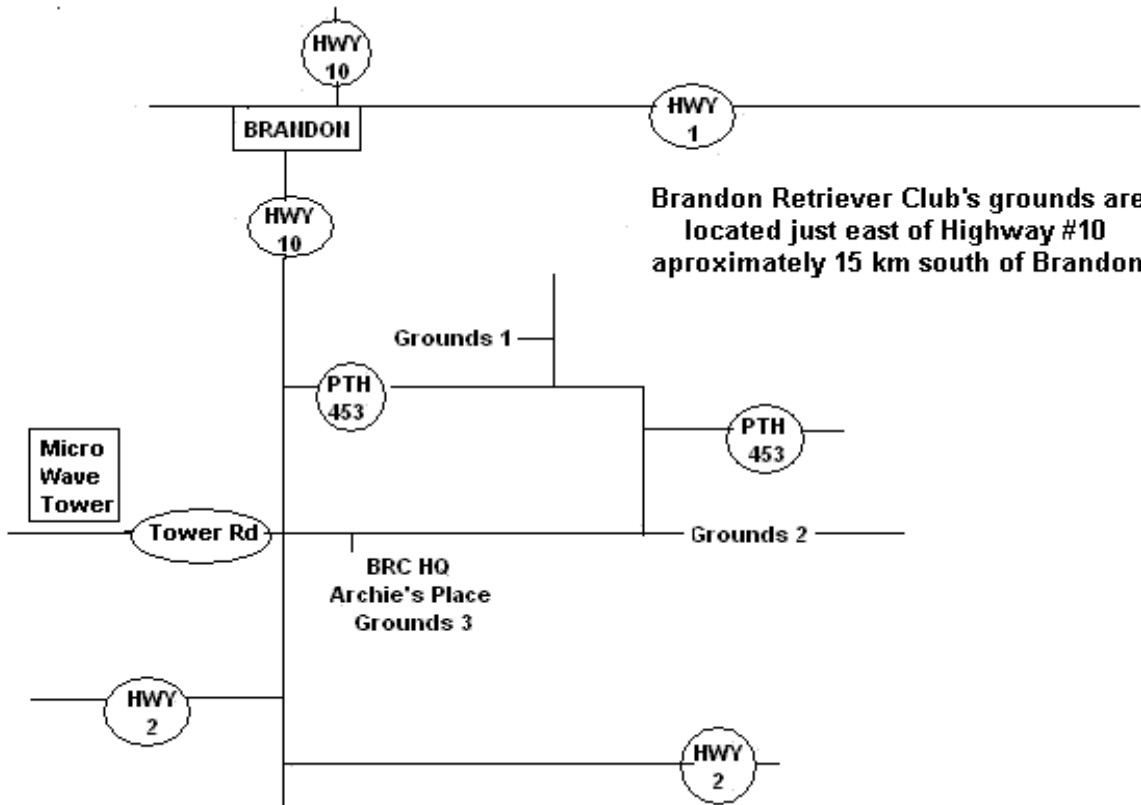 HWY
10
HWY
1
BRANDON
HWY
10
Brandon Retriever Club's grounds are
located just east of Highway #10
aproximately 15 km south of Brandon
Grounds 1
PTH
453
PTH
453
Micro
Wave
Tower
Tower Rd
Grounds 2
BRC HQ
Archie's Place
Grounds 3
HWY
2
HWY
2